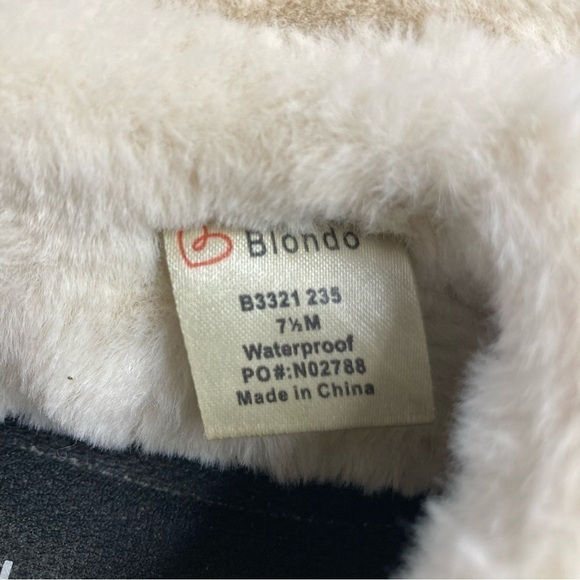 Blondo
B3321 235
7½M
Waterproof
PO#:N02788
Made in China